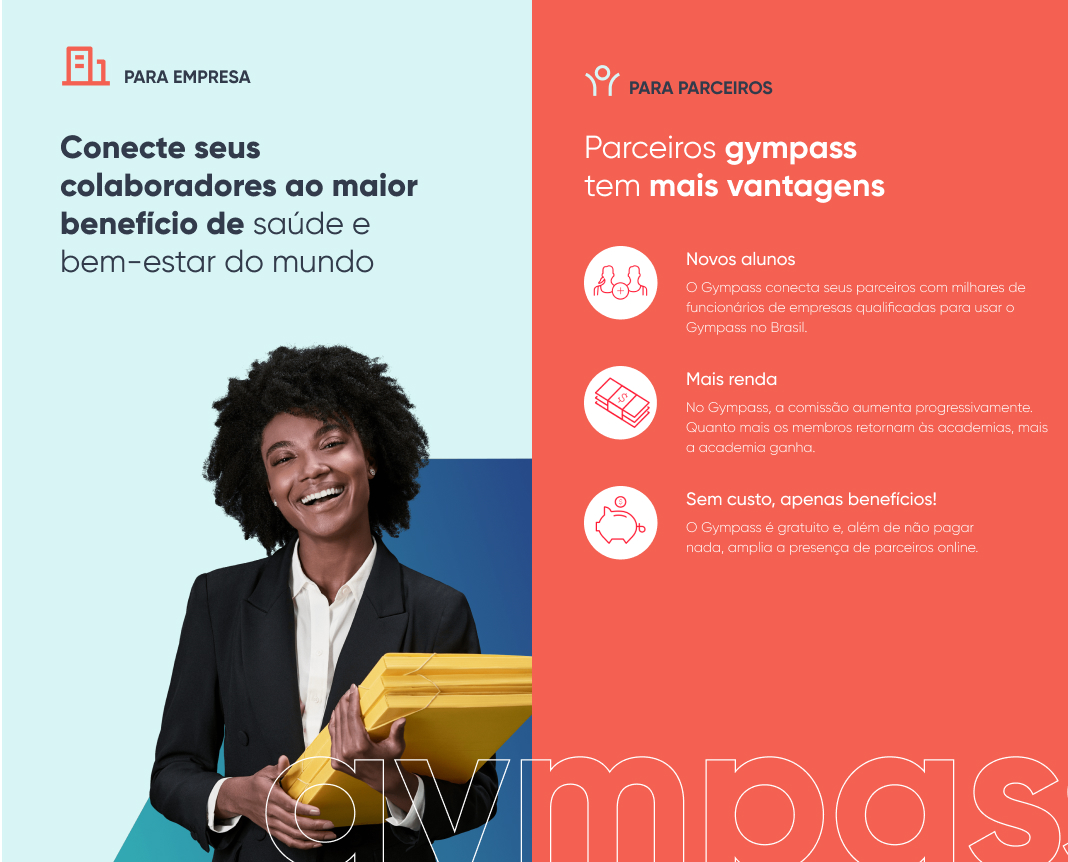 PARA EMPRESA
Conecte seus
colaboradores ao maior
benefício de saúde e
bem-estar do mundo
PARA PARCEIROS
Parceiros gympass
tem mais vantagens
Novos alunos
O Gympass conecta seus parceiros com milhares de
funcionários de empresas qualificadas para usar o
Gympass no Brasil.
Mais renda
No Gympass, a comissão aumenta progressivamente.
Quanto mais os membros retornam às academias, mais
a academia ganha.
Sem custo, apenas benefícios!
O Gympass é gratuito e, além de não pagar
nada, amplia a presença de parceiros online.
gympass